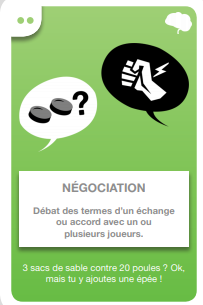 ?
NÉGOCIATION
Débat des termes d'un échange
ou accord avec un ou
plusieurs joueurs.
3 sacs de sable contre 20 poules ? Ok,
mais tu y ajoutes une épée !